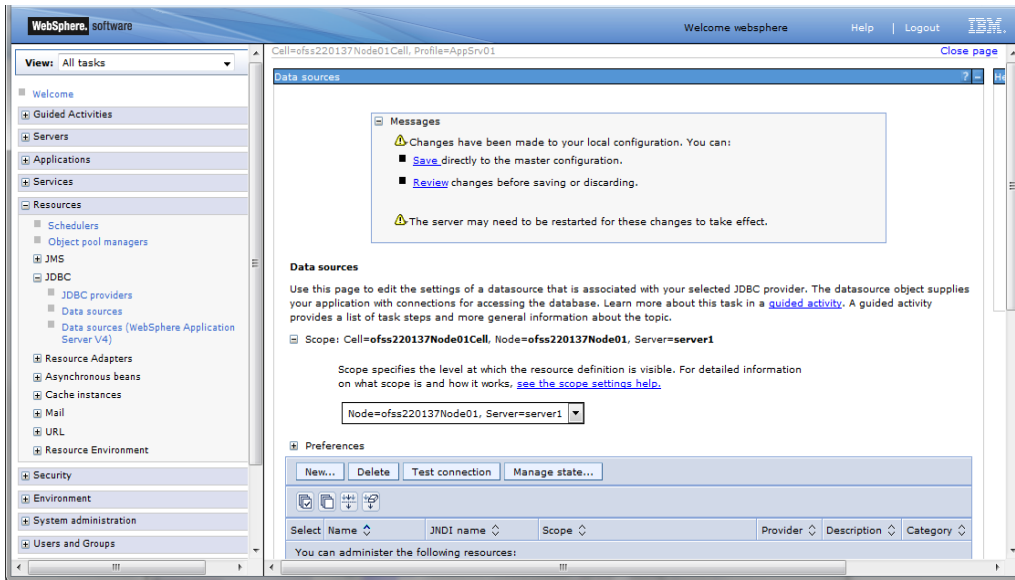 WebSphere. software
Welcome websphere
Help | Logout
IBM.
View: All tasks
Welcome
Guided Activities
Servers
Applications
Services
Resources
Schedulers
Object pool managers
JMS
JDBC
JDBC providers
Data sources
Data sources (WebSphere Application
Server V4)
Resource Adapters
Asynchronous beans
Cache instances
Mail
URL
Resource Environment
Security
Environment
System administration
Users and Groups
Cell=ofss220137Node01Cell, Profile=AppSrv01
Close page
Data sources
? -
He
Messages
Changes have been made to your local configuration. You can:
Save directly to the master configuration.
Review changes before saving or discarding.
The server may need to be restarted for these changes to take effect.
Data sources
Use this page to edit the settings of a datasource that is associated with your selected JDBC provider. The datasource object supplies
your application with connections for accessing the database. Learn more about this task in a guided activity. A guided activity
provides a list of task steps and more general information about the topic.
Scope: Cell=ofss220137Node01Cell, Node=ofss220137Node01, Server=server1
Scope specifies the level at which the resource definition is visible. For detailed information
on what scope is and how it works, see the scope settings help.
Node=ofss220137Node01, Server=server1
Preferences
New... Delete Test connection Manage state...
Select Name JNDI name Scope Provider Description Category
You can administer the following resources: